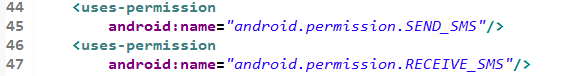 44 <uses-permission
45 android:name="android.permission.SEND_SMS"/>
46 <uses-permission
47 android:name="android.permission.RECEIVE_SMS"/>